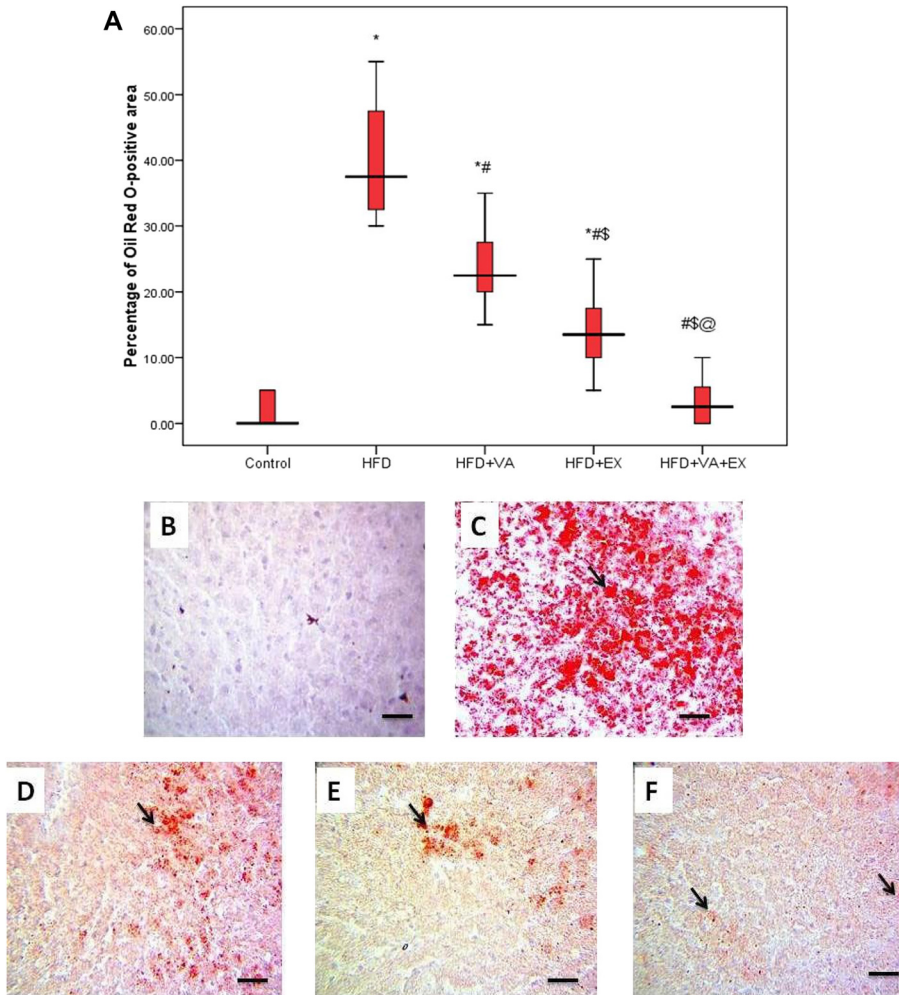 A
Percentage of Oil Red O-positive area
60.00
50.00
40.00
30.00
20.00
10.00
0.00
*
*#
*#$
#$@
Control HFD HFD+VA HFD+EX HFD+VA+EX
B
C
D
E
F